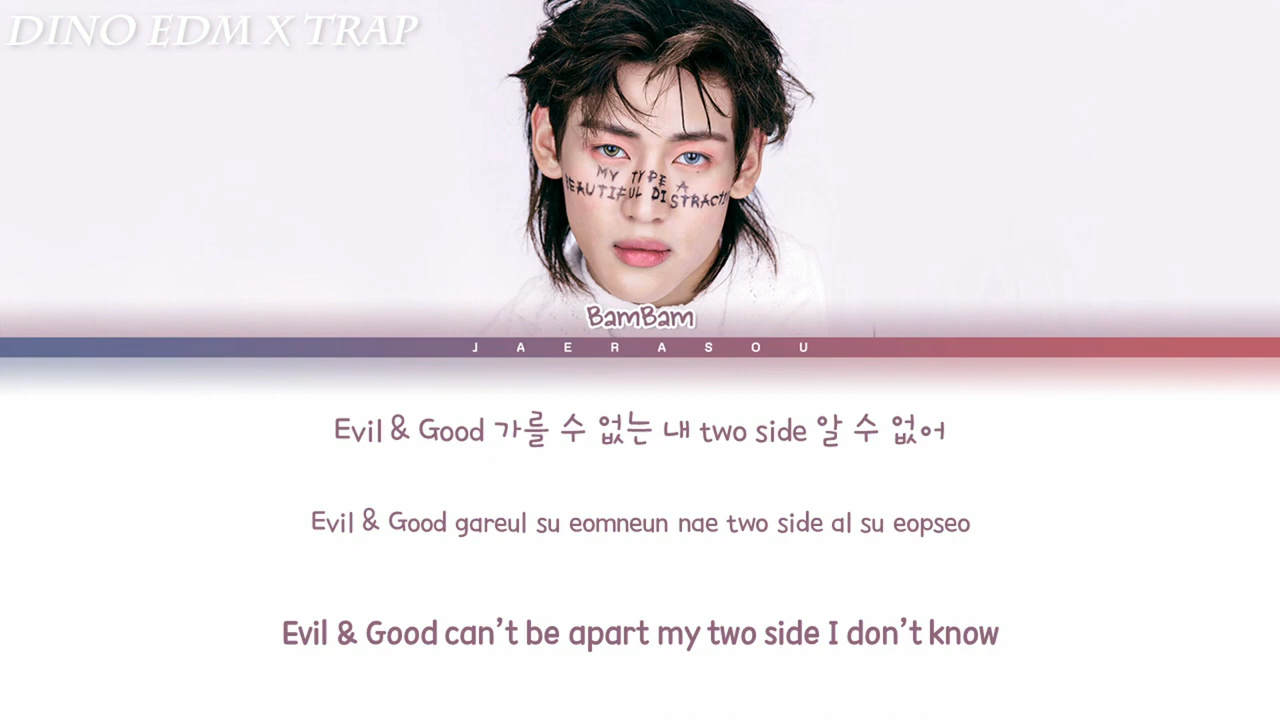 DINO EDM X TRAP
MY TYPE A
BEAUTIFUL DISTRACTI
BamBam
JAERASOU
Evil & Good 가를 수 없는 내 two side 알 수 없어
Evil & Good gareul su eomneun nae two side al su eopseo
Evil & Good can't be apart my two side I don't know